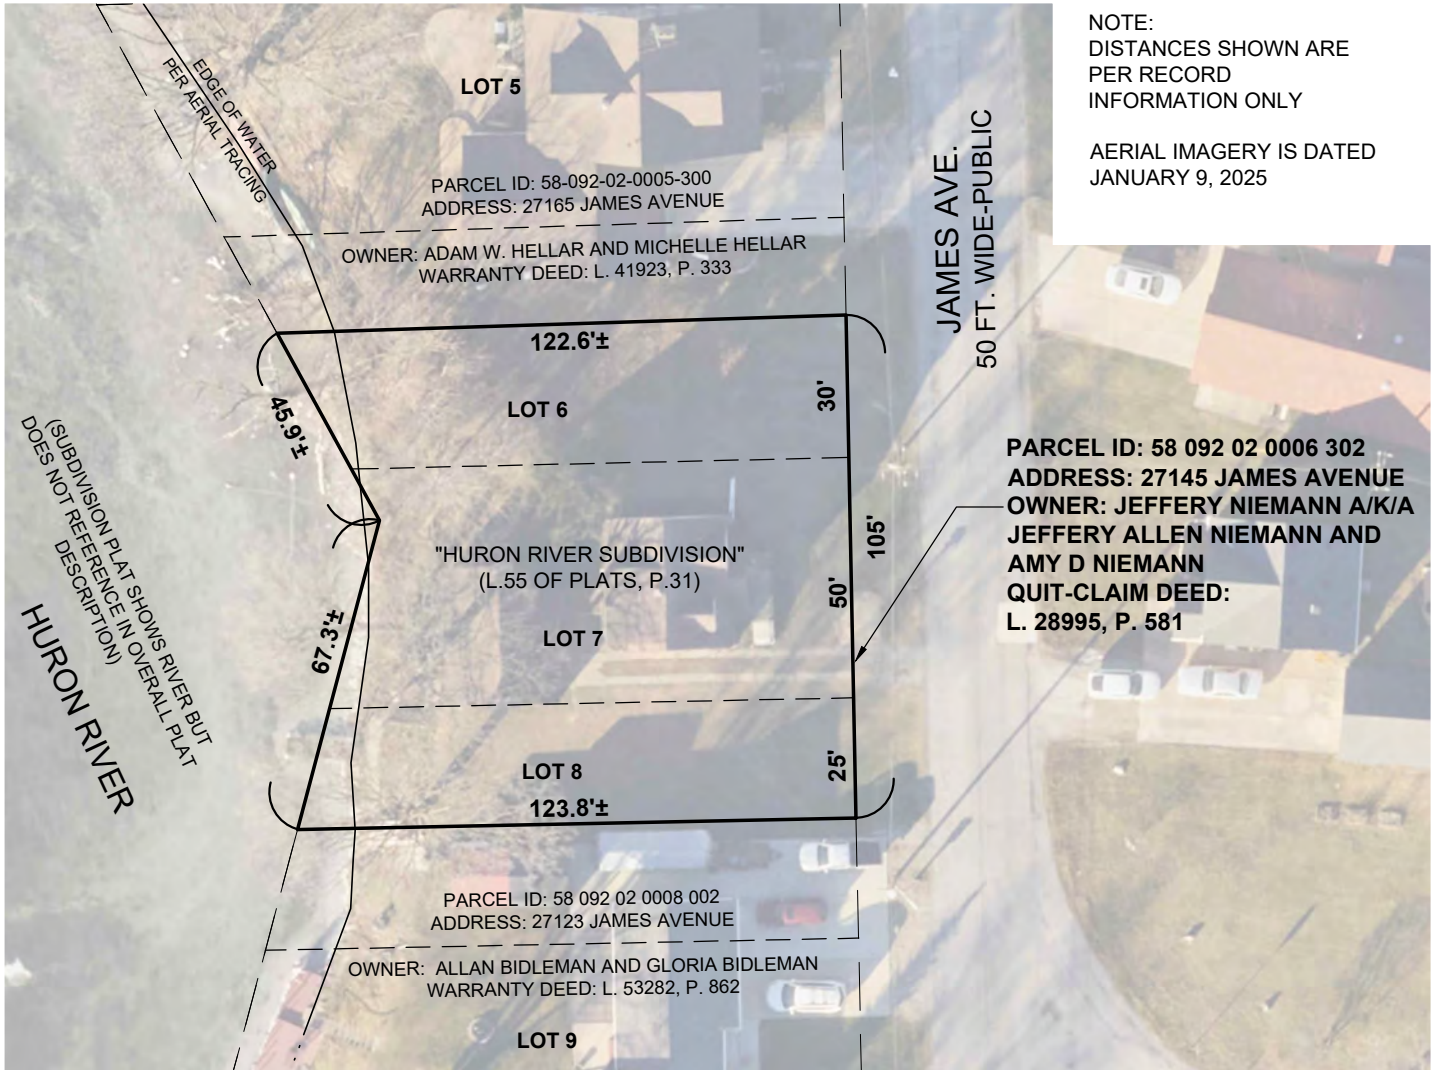 NOTE:
DISTANCES SHOWN ARE
PER RECORD
INFORMATION ONLY
AERIAL IMAGERY IS DATED
JANUARY 9, 2025
EDGE OF WATER
PER AERIAL TRACING
LOT 5
PARCEL ID: 58-092-02-0005-300
ADDRESS: 27165 JAMES AVENUE
OWNER: ADAM W. HELLAR AND MICHELLE HELLAR
WARRANTY DEED: L. 41923, P. 333
JAMES AVE.
50 FT. WIDE-PUBLIC
122.6'±
45.9'±
LOT 6
30'
PARCEL ID: 58 092 02 0006 302
ADDRESS: 27145 JAMES AVENUE
OWNER: JEFFERY NIEMANN A/K/A
JEFFERY ALLEN NIEMANN AND
AMY D NIEMANN
QUIT-CLAIM DEED:
L. 28995, P. 581
105'
"HURON RIVER SUBDIVISION"
(L.55 OF PLATS, P.31)
50'
LOT 7
67.3'±
(SUBDIVISION PLAT SHOWS RIVER BUT
DOES NOT REFERENCE IN OVERALL PLAT
DESCRIPTION)
HURON RIVER
LOT 8
25'
123.8'±
PARCEL ID: 58 092 02 0008 002
ADDRESS: 27123 JAMES AVENUE
OWNER: ALLAN BIDLEMAN AND GLORIA BIDLEMAN
WARRANTY DEED: L. 53282, P. 862
LOT 9